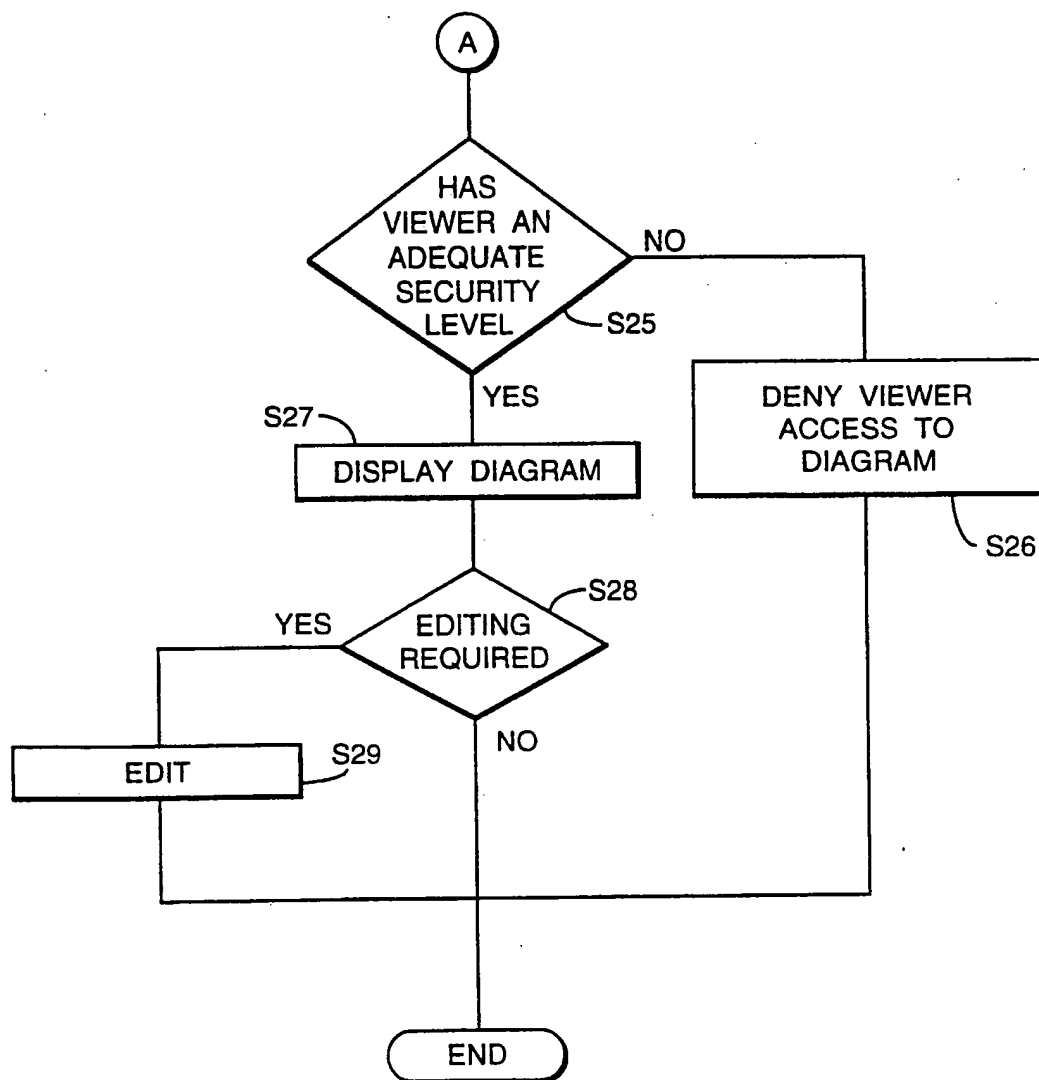 A
HAS
VIEWER AN
ADEQUATE
SECURITY
LEVEL
NO
S25
YES
S27
DISPLAY DIAGRAM
DENY VIEWER
ACCESS TO
DIAGRAM
S26
S28
YES
EDITING
REQUIRED
NO
S29
EDIT
END